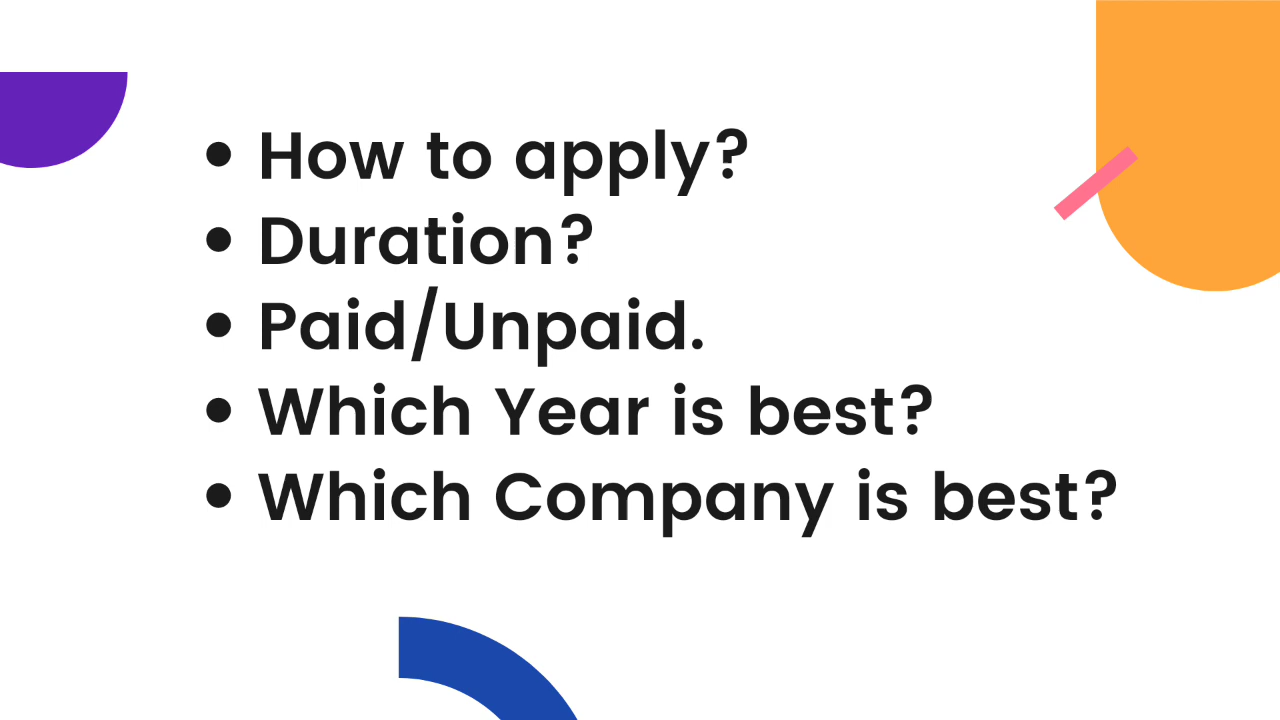 • How to apply?
• Duration?
• Paid/Unpaid.
• Which Year is best?
• Which Company is best?